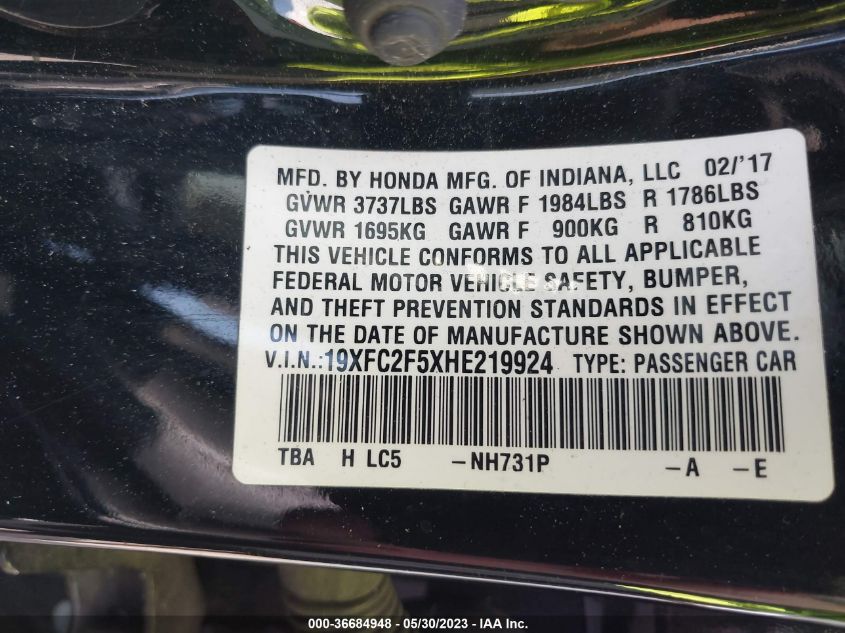 MFD. BY HONDA MFG. OF INDIANA, LLC 02/'17
GVWR 3737LBS GAWR F 1984LBS R 1786LBS
GVWR 1695KG GAWR F 900KG R 810KG
THIS VEHICLE CONFORMS TO ALL APPLICABLE
FEDERAL MOTOR VEHICLE SAFETY, BUMPER,
AND THEFT PREVENTION STANDARDS IN EFFECT
ON THE DATE OF MANUFACTURE SHOWN ABOVE.
V.I.N.:19XFC2F5XHE219924 TYPE: PASSENGER CAR
TBA H LC5 -NH731P -A -E
000-36684948 - 05/30/2023 - IAA Inc.